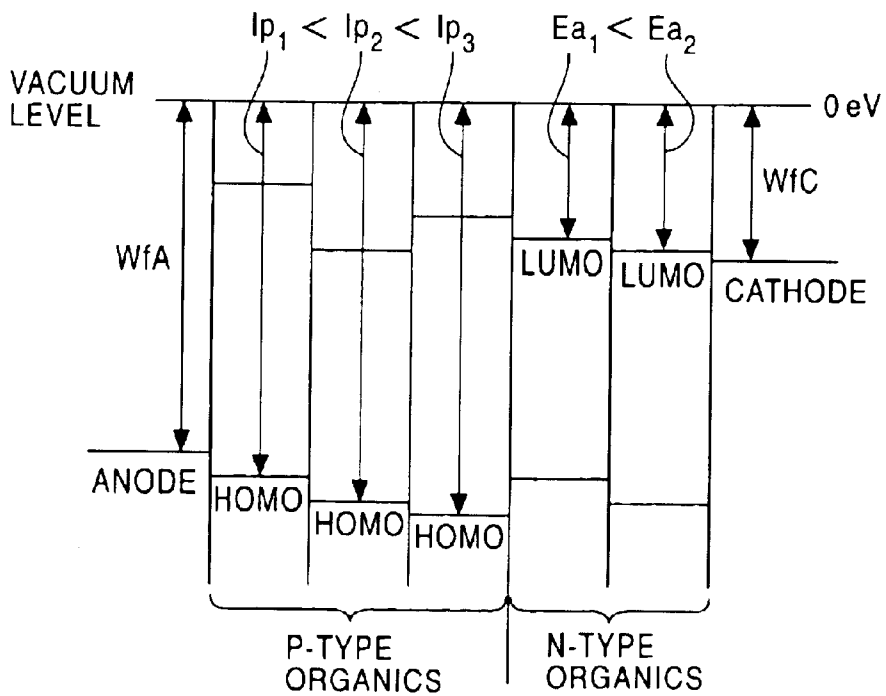 Ip1 < Ip2 < Ip3
Ea1 < Ea2
VACUUM
LEVEL
0 eV
WfA
WfC
LUMO
LUMO
CATHODE
ANODE
HOMO
HOMO
HOMO
P-TYPE
ORGANICS
N-TYPE
ORGANICS